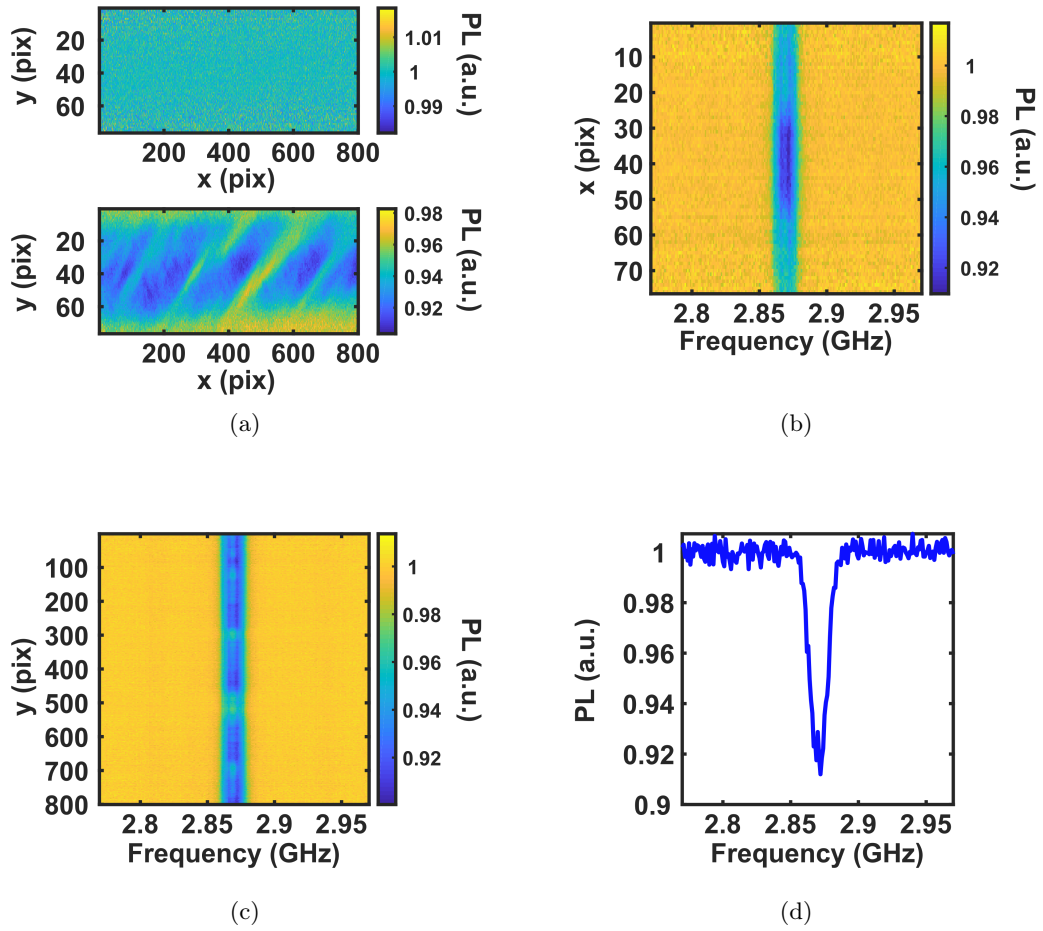 20
40
60
y (pix)
200 400 600 800
x (pix)
1.01
1
0.99
PL (a.u.)
20
40
60
y (pix)
200 400 600 800
x (pix)
0.98
0.96
0.94
0.92
PL (a.u.)
(a)
10
20
30
40
50
60
70
x (pix)
2.8 2.85 2.9 2.95
Frequency (GHz)
1
0.98
0.96
0.94
0.92
PL (a.u.)
(b)
100
200
300
400
500
600
700
800
y (pix)
2.8 2.85 2.9 2.95
Frequency (GHz)
1
0.98
0.96
0.94
0.92
PL (a.u.)
(c)
1
0.98
0.96
0.94
0.92
0.9
PL (a.u.)
2.8 2.85 2.9 2.95
Frequency (GHz)
(d)